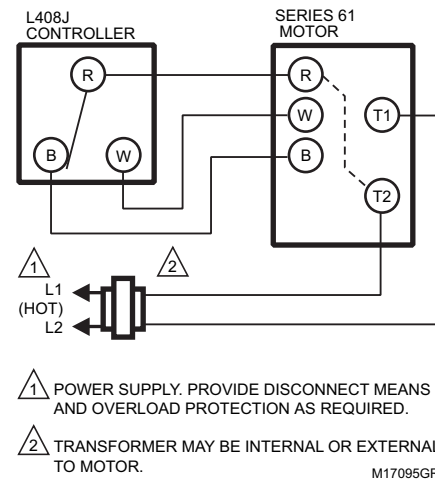 L408J
CONTROLLER
SERIES 61
MOTOR
R
R
W
T1
B
W
B
T2
1
2
L1
(HOT)
L2
1 POWER SUPPLY. PROVIDE DISCONNECT MEANS
AND OVERLOAD PROTECTION AS REQUIRED.
2 TRANSFORMER MAY BE INTERNAL OR EXTERNAL
TO MOTOR.
M17095GF